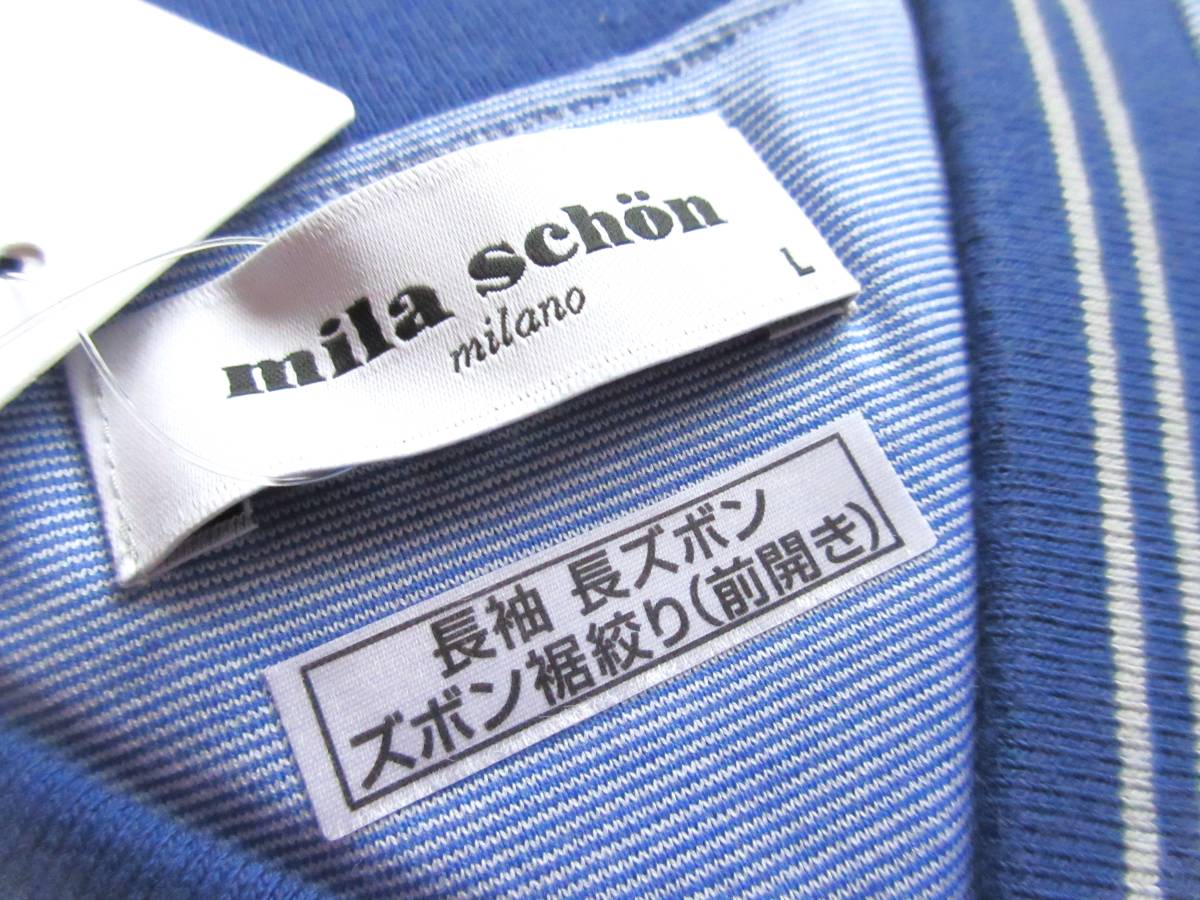 mila schön
milano
L
長袖 長ズボン
ズボン裾絞り(前開き)